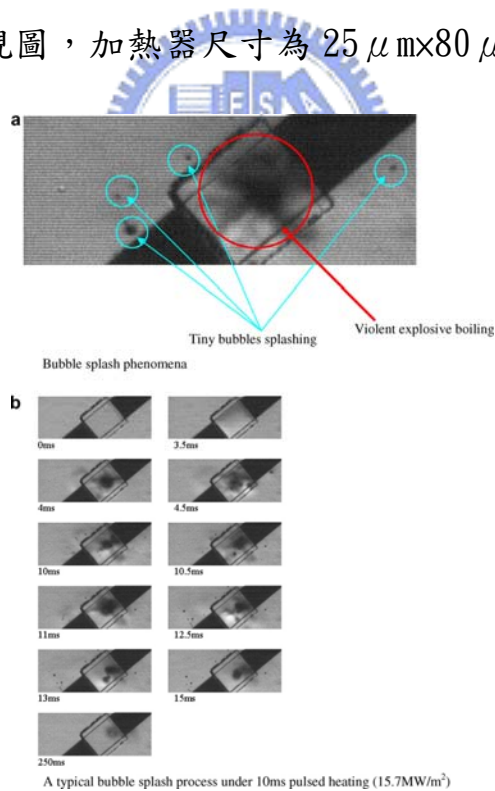 視圖，加熱器尺寸為 25μm×80μ
a
Tiny bubbles splashing
Violent explosive boiling
Bubble splash phenomena
b
0ms
3.5ms
4ms
4.5ms
10ms
10.5ms
11ms
12.5ms
13ms
15ms
250ms
A typical bubble splash process under 10ms pulsed heating (15.7MW/m²)